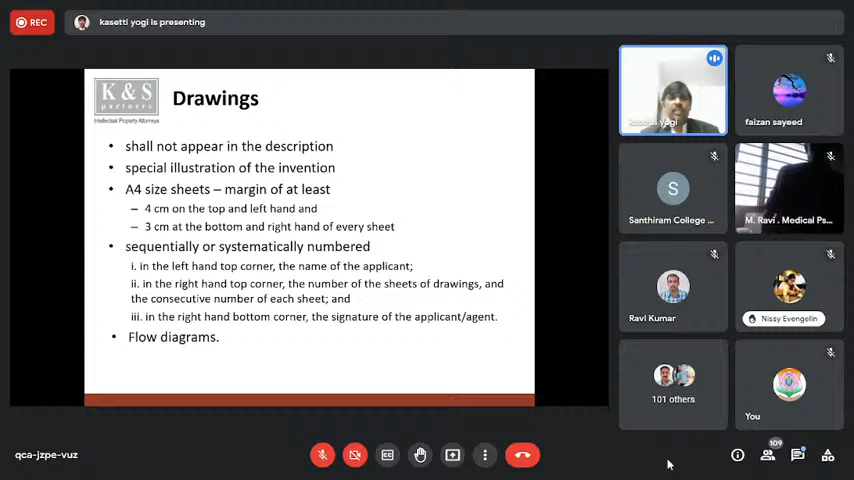 REC
kasetti yogi is presenting
K & S
partners
Intellectual Property Attorneys
Drawings
• shall not appear in the description
• special illustration of the invention
• A4 size sheets – margin of at least
– 4 cm on the top and left hand and
– 3 cm at the bottom and right hand of every sheet
• sequentially or systematically numbered
i. in the left hand top corner, the name of the applicant;
ii. in the right hand top corner, the number of the sheets of drawings, and
the consecutive number of each sheet; and
iii. in the right hand bottom corner, the signature of the applicant/agent.
• Flow diagrams.
kasetti yogi
faizan sayeed
S
Santhiram College ...
M. Ravi . Medical Ps...
Ravi Kumar
Nissy Evengelin
101 others
You
qca-jzpe-vuz
CC
109